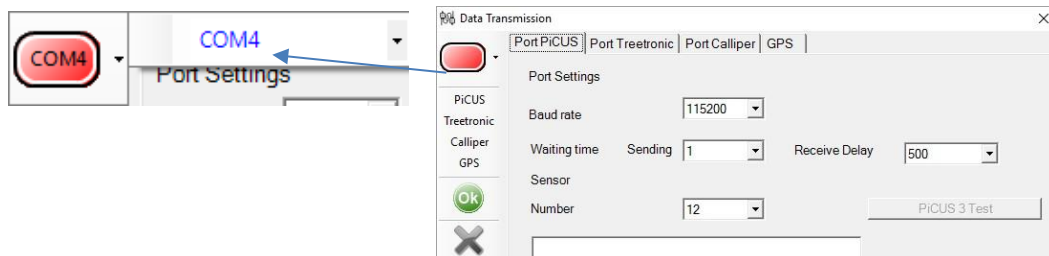 COM4
COM4
Port Settings
Data Transmission
Port PiCUS Port Treetronic Port Calliper GPS
Port Settings
PiCUS
Treetronic
Calliper
GPS
Baud rate 115200
Waiting time Sending 1 Receive Delay 500
Sensor
Number 12 PiCUS 3 Test
Ok